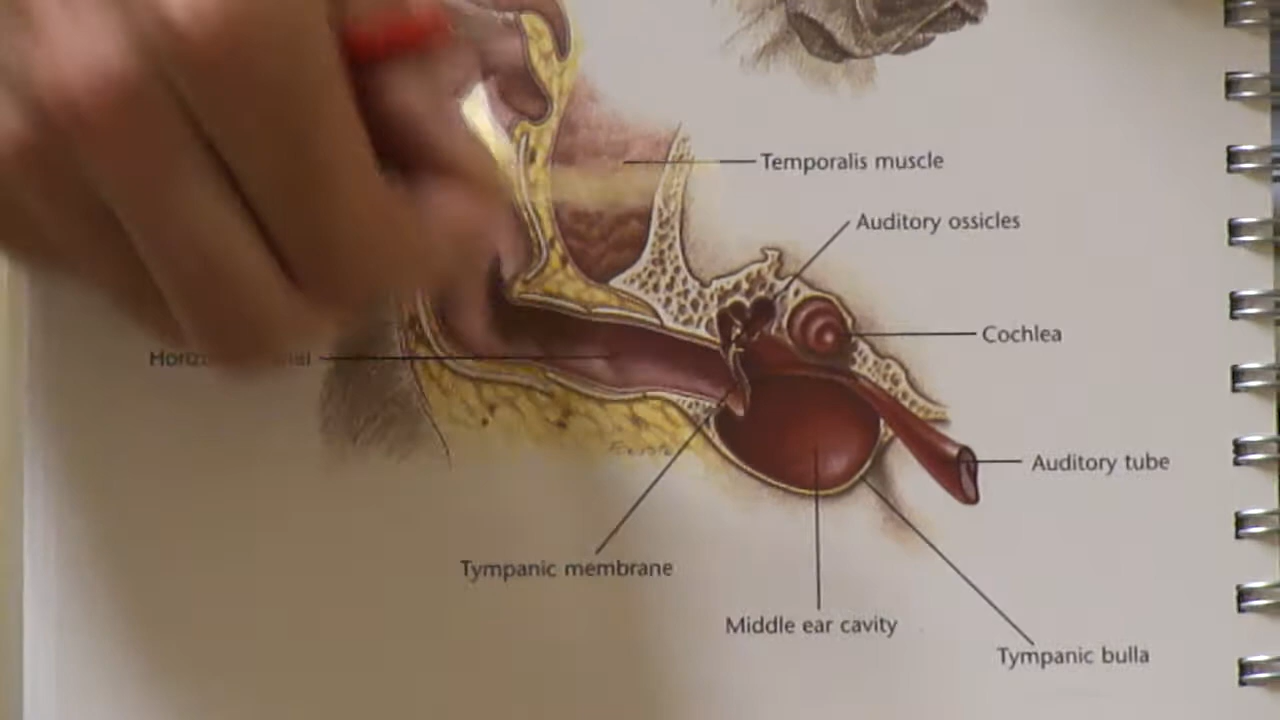 Temporalis muscle
Auditory ossicles
Cochlea
Auditory tube
Tympanic membrane
Middle ear cavity
Tympanic bulla